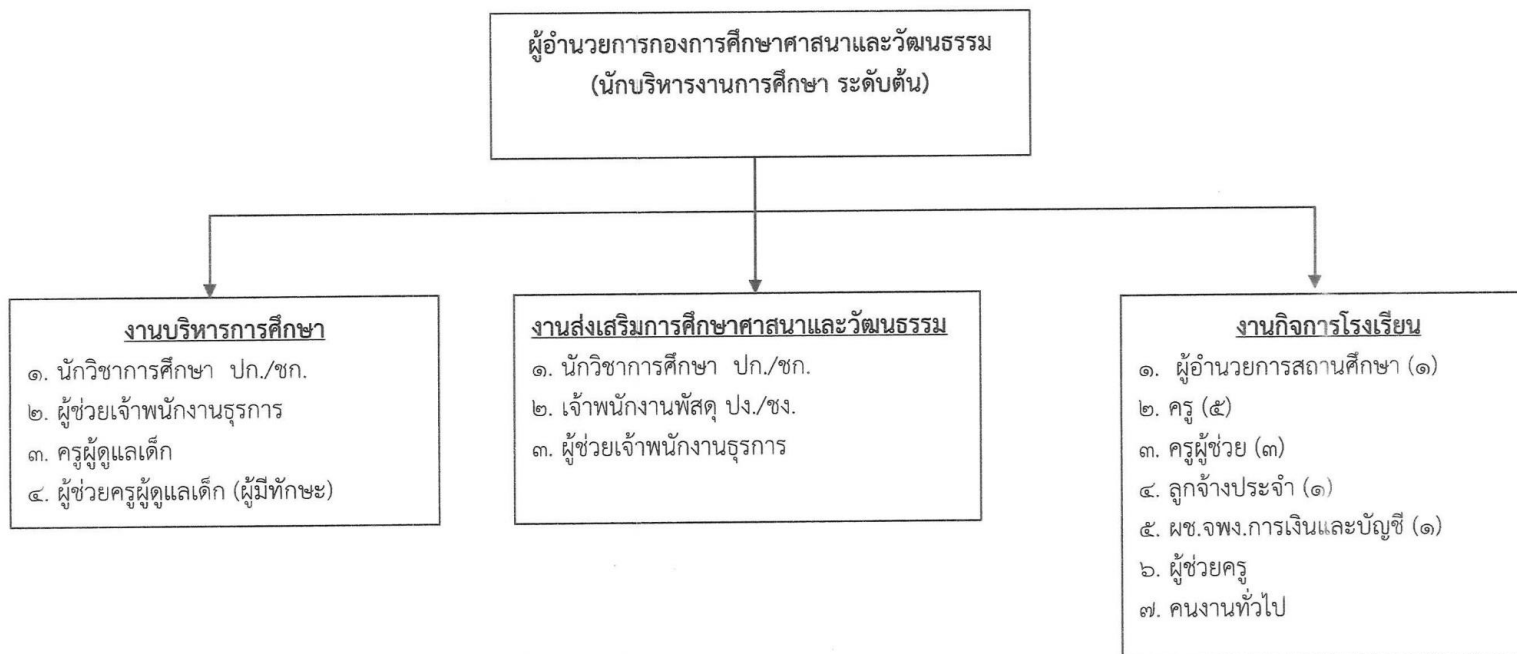 ผู้อำนวยการกองการศึกษาศาสนาและวัฒนธรรม
(นักบริหารงานการศึกษา ระดับต้น)
งานบริหารการศึกษา
๑. นักวิชาการศึกษา ปก./ชก.
๒. ผู้ช่วยเจ้าพนักงานธุรการ
๓. ครูผู้ดูแลเด็ก
๔. ผู้ช่วยครูผู้ดูแลเด็ก (ผู้มีทักษะ)
งานส่งเสริมการศึกษาศาสนาและวัฒนธรรม
๑. นักวิชาการศึกษา ปก./ชก.
๒. เจ้าพนักงานพัสดุ ปง./ชง.
๓. ผู้ช่วยเจ้าพนักงานธุรการ
งานกิจการโรงเรียน
๑. ผู้อำนวยการสถานศึกษา (๑)
๒. ครู (๕)
๓. ครูผู้ช่วย (๓)
๔. ลูกจ้างประจำ (๑)
๕. ผช.จพง.การเงินและบัญชี (๑)
๖. ผู้ช่วยครู
๗. คนงานทั่วไป